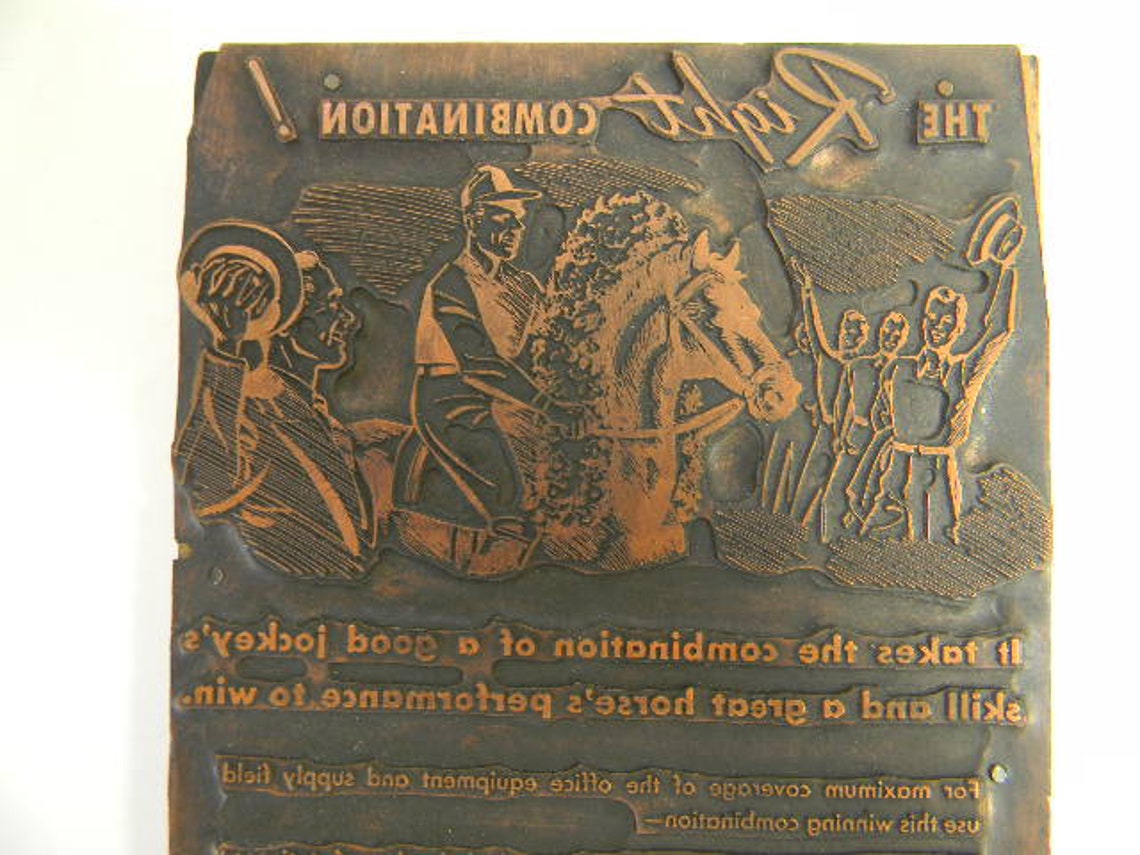 THE Right COMBINATION !
It takes the combination of a good jockey's
skill and a great horse's performance to win.
For maximum coverage of the office equipment and supply field
use this winning combination—